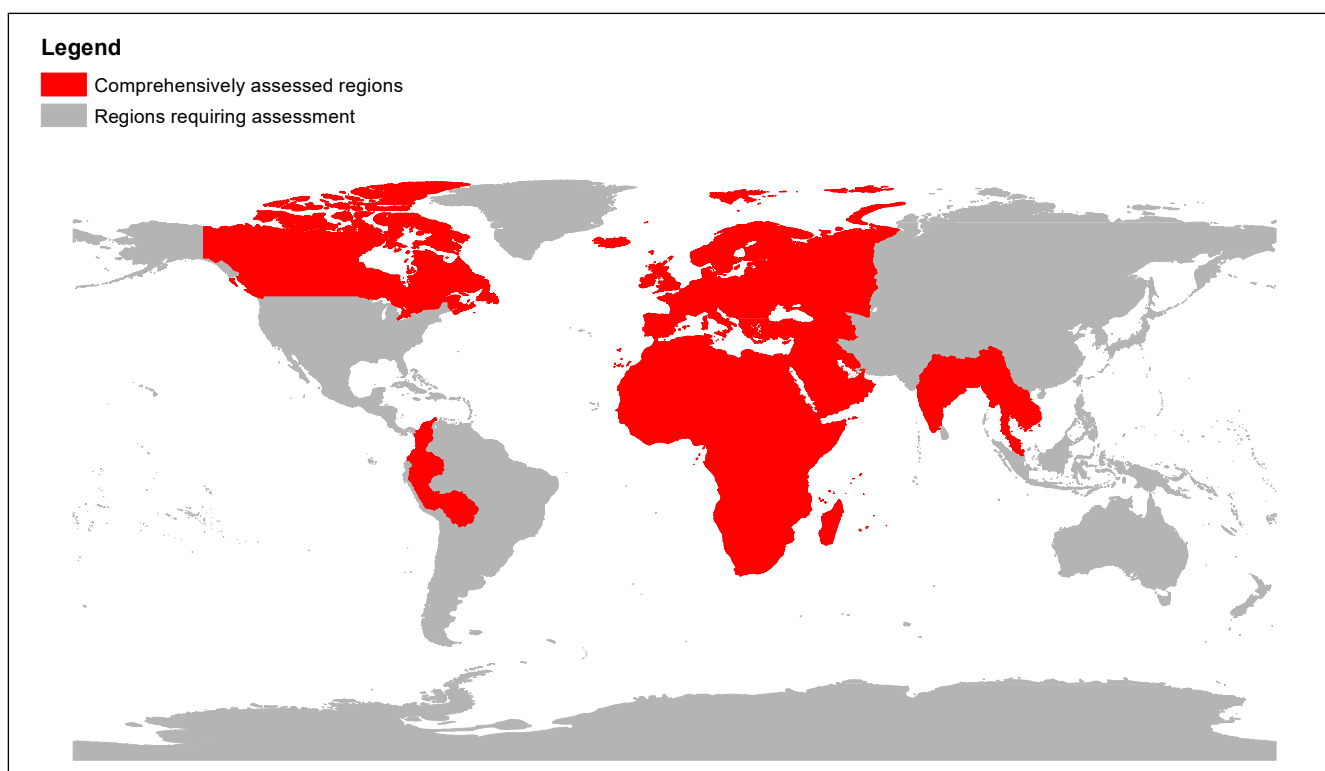 Legend
Comprehensively assessed regions
Regions requiring assessment